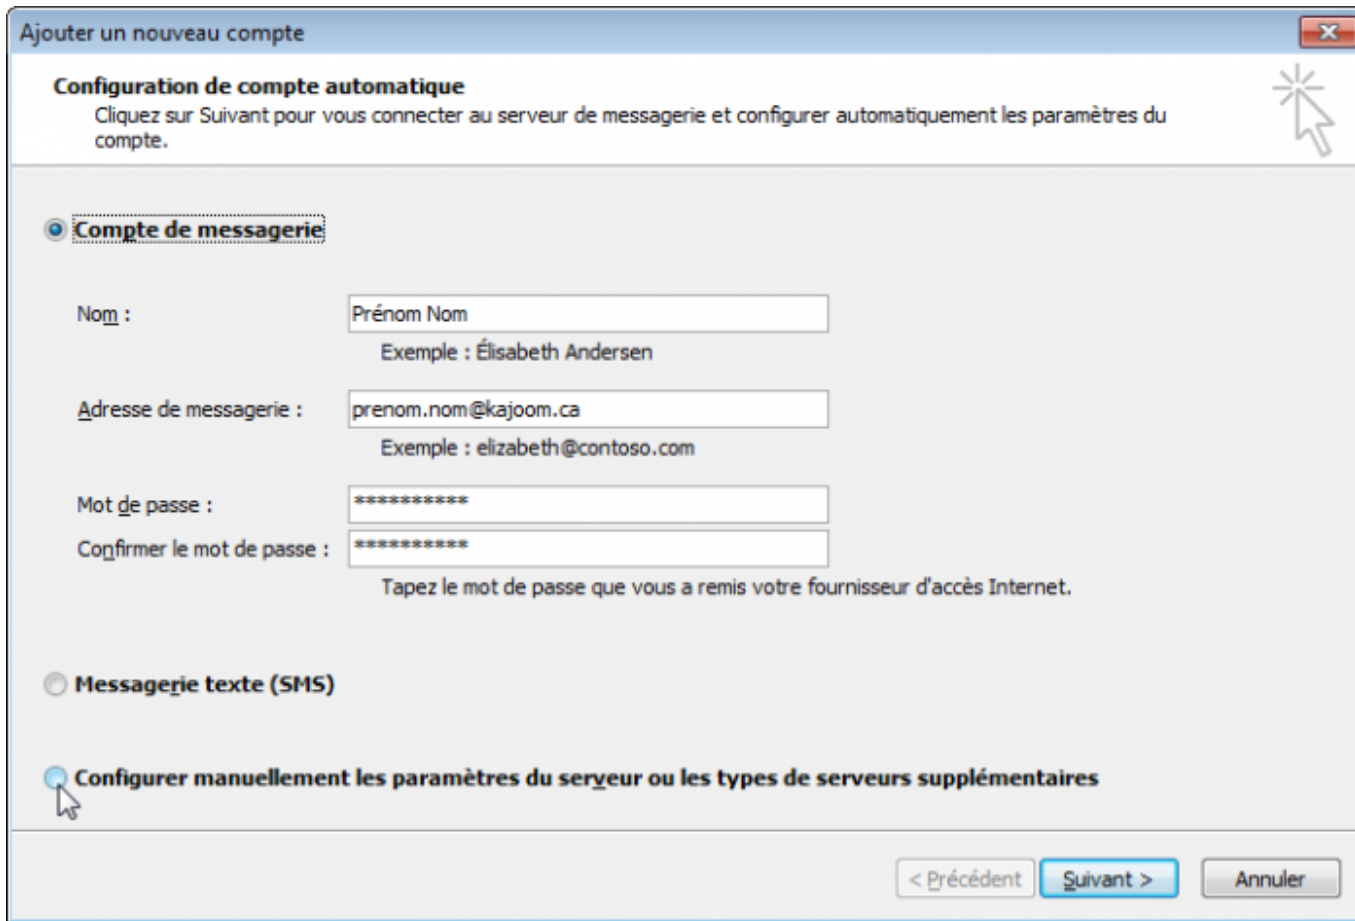 Ajouter un nouveau compte
Configuration de compte automatique
Cliquez sur Suivant pour vous connecter au serveur de messagerie et configurer automatiquement les paramètres du
compte.
Compte de messagerie
Nom : Prénom Nom
Exemple : Élisabeth Andersen
Adresse de messagerie : prenom.nom@kajoom.ca
Exemple : elizabeth@contoso.com
Mot de passe : **********
Confirmer le mot de passe : **********
Tapez le mot de passe que vous a remis votre fournisseur d'accès Internet.
Messagerie texte (SMS)
Configurer manuellement les paramètres du serveur ou les types de serveurs supplémentaires
< Précédent Suivant > Annuler